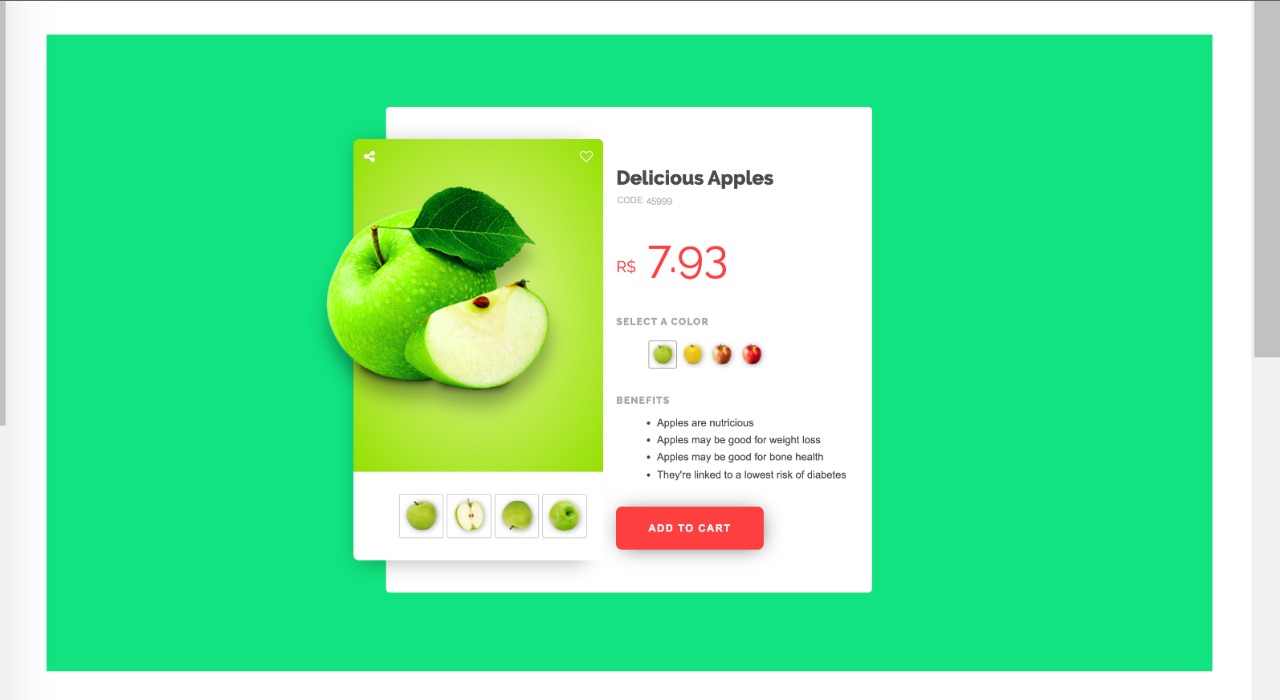 Delicious Apples
CODE: 45999
R$ 7.93
SELECT A COLOR
BENEFITS
• Apples are nutricious
• Apples may be good for weight loss
• Apples may be good for bone health
• They're linked to a lowest risk of diabetes
ADD TO CART